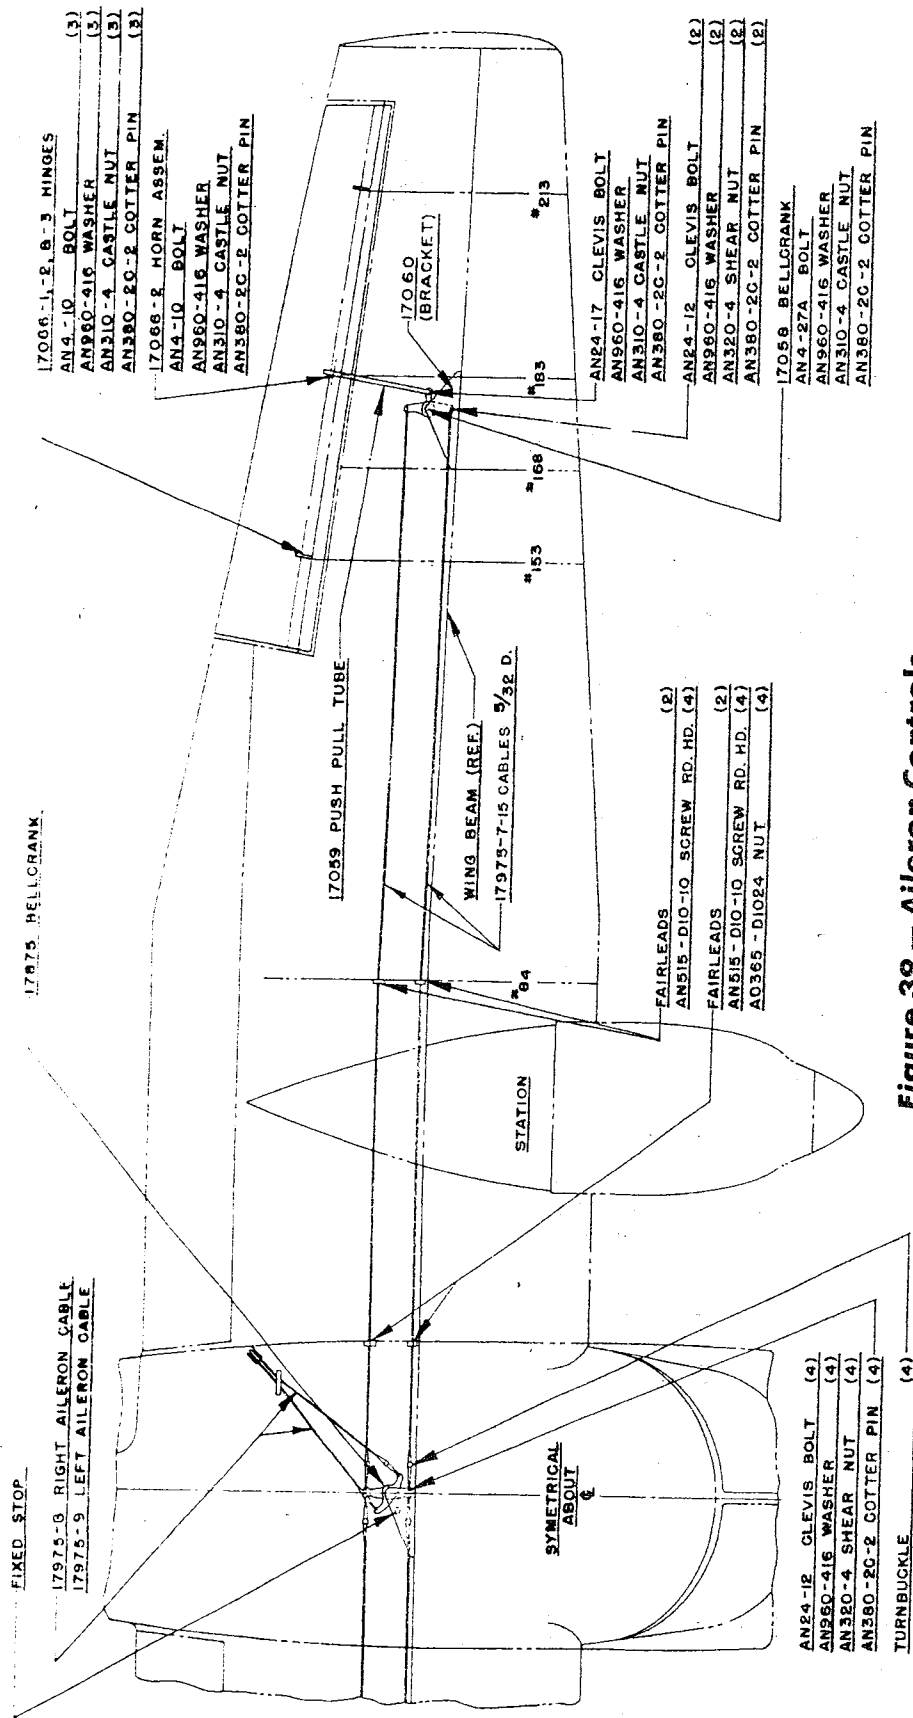 FIXED STOP
17975-8 RIGHT AILERON CABLE
17975-9 LEFT AILERON CABLE
17875 BELLCRANK
17066-1,-2, & -3 HINGES
AN4-10 BOLT (3)
AN960-416 WASHER (3)
AN310-4 CASTLE NUT (3)
AN380-2C-2 COTTER PIN (3)
17068-2 HORN ASSEM.
AN4-10 BOLT
AN960-416 WASHER
AN310-4 CASTLE NUT
AN380-2C-2 COTTER PIN
17059 PUSH PULL TUBE
17060
(BRACKET)
WING BEAM (REF.)
17975-7-15 CABLES 5/32 D.
#84
#153
#168
#183
#213
STATION
SYMETRICAL
ABOUT
℄
FAIRLEADS (2)
AN515-D10-10 SCREW RD. HD. (4)
FAIRLEADS (2)
AN515-D10-10 SCREW RD. HD. (4)
AC365-D1024 NUT (4)
AN24-17 CLEVIS BOLT
AN960-416 WASHER
AN310-4 CASTLE NUT
AN380-2C-2 COTTER PIN
AN24-12 CLEVIS BOLT (2)
AN960-416 WASHER (2)
AN320-4 SHEAR NUT (2)
AN380-2C-2 COTTER PIN (2)
17058 BELLCRANK
AN4-27A BOLT
AN960-416 WASHER
AN310-4 CASTLE NUT
AN380-2C-2 COTTER PIN
AN24-12 CLEVIS BOLT (4)
AN960-416 WASHER (4)
AN320-4 SHEAR NUT (4)
AN380-2C-2 COTTER PIN (4)
TURNBUCKLE (4)
Figure 38 — Aileron Controls